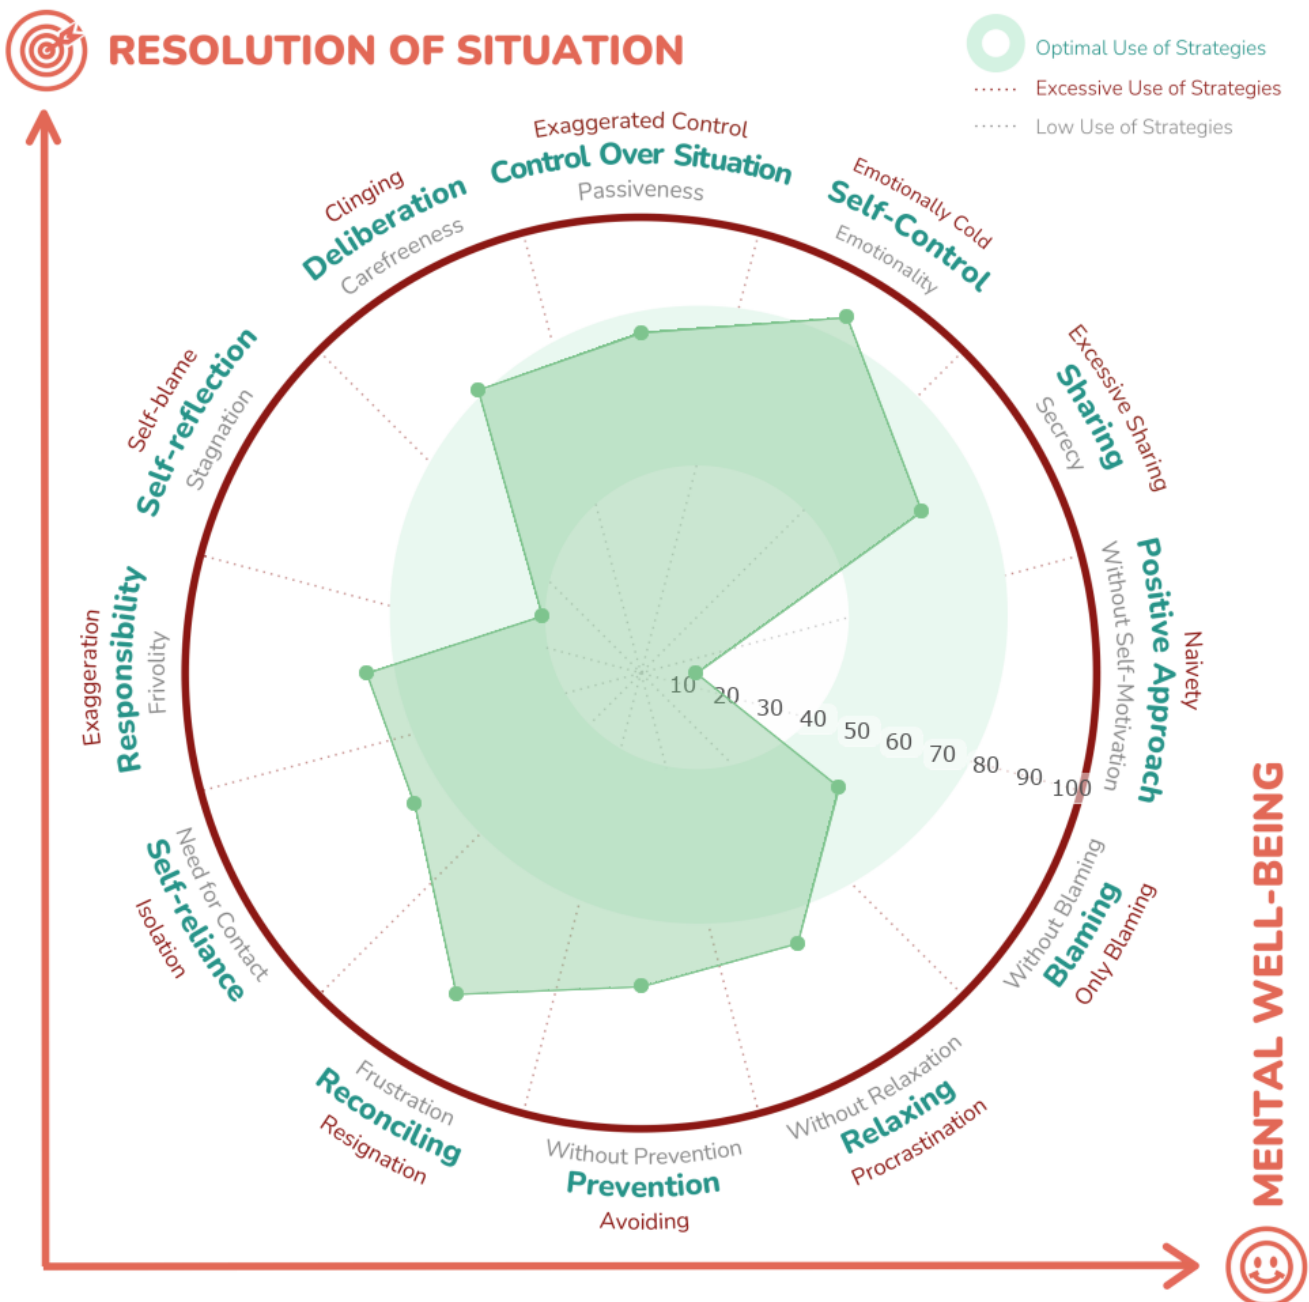 RESOLUTION OF SITUATION
Optimal Use of Strategies
Excessive Use of Strategies
Low Use of Strategies
Exaggerated Control
Control Over Situation
Passiveness
Emotionally Cold
Self-Control
Emotionality
Excessive Sharing
Sharing
Secrecy
Naivety
Positive Approach
Without Self-Motivation
Without Blaming
Blaming
Only Blaming
Without Relaxation
Relaxing
Procrastination
Without Prevention
Prevention
Avoiding
Frustration
Reconciling
Resignation
Need for Contact
Self-reliance
Isolation
Exaggeration
Responsibility
Frivolity
Self-blame
Self-reflection
Stagnation
Clinging
Deliberation
Carefreeness
10
20
30
40
50
60
70
80
90
100
MENTAL WELL-BEING